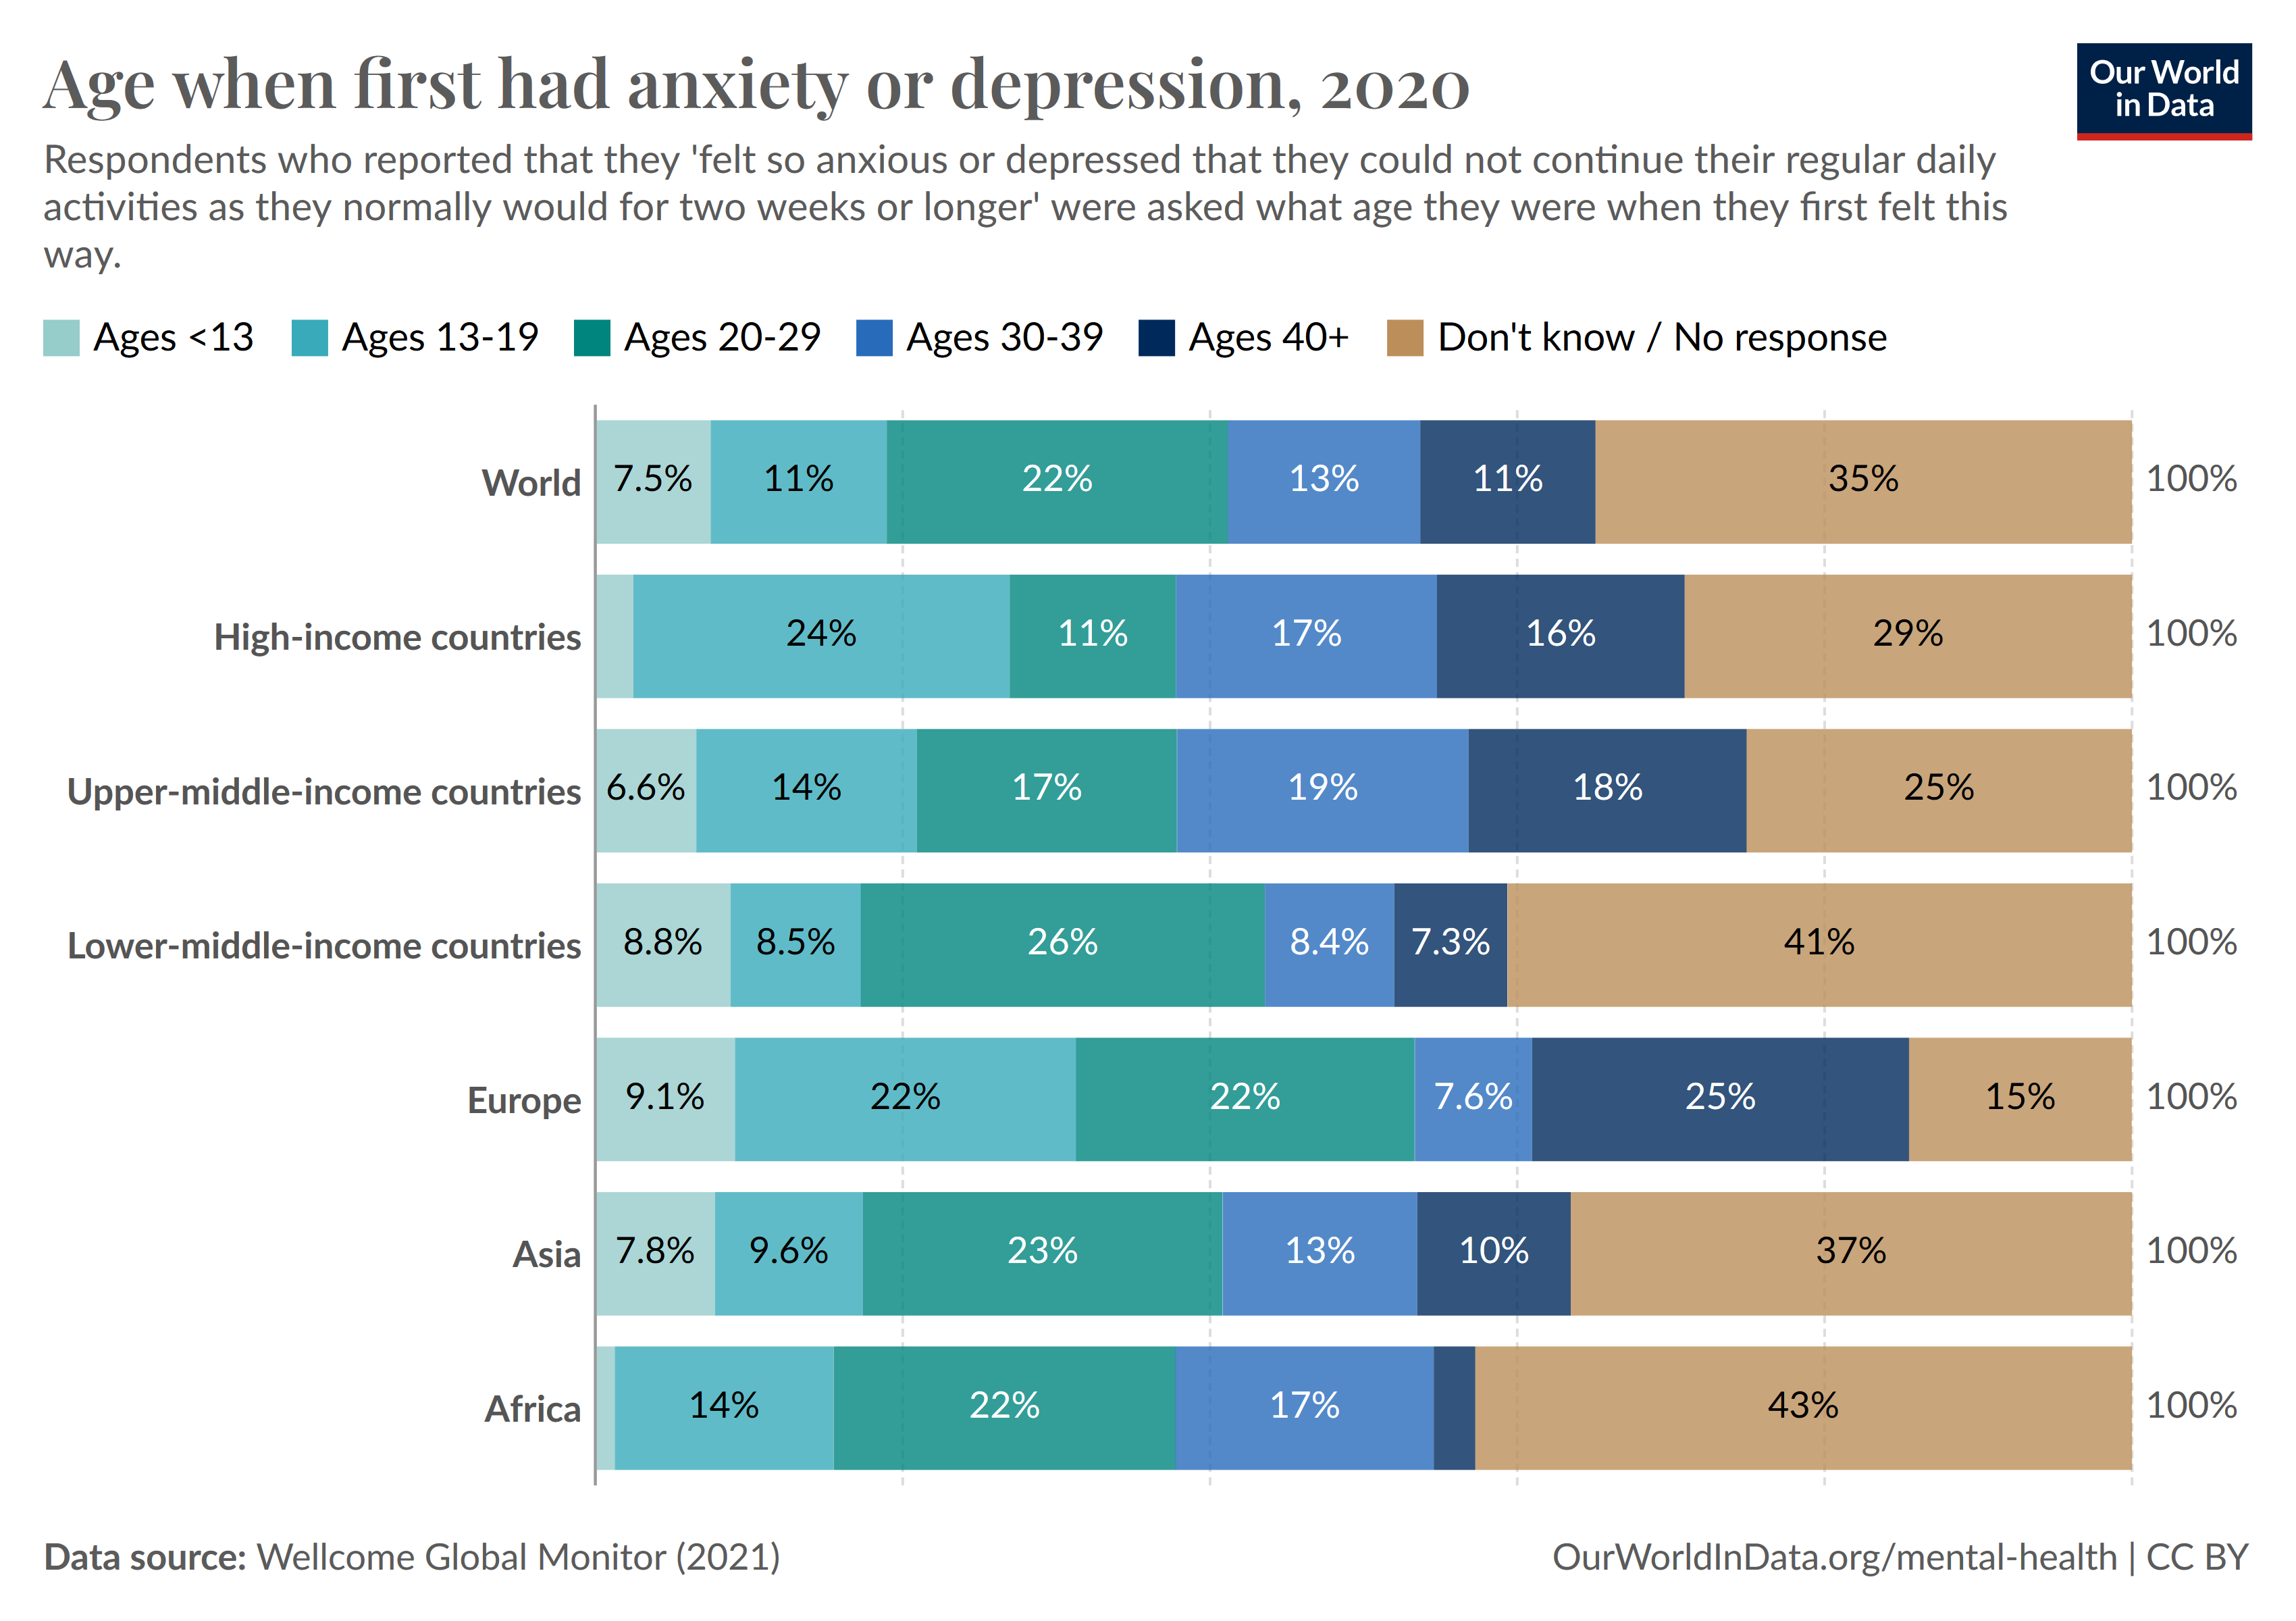 Age when first had anxiety or depression, 2020
Our World
in Data
Respondents who reported that they 'felt so anxious or depressed that they could not continue their regular daily
activities as they normally would for two weeks or longer' were asked what age they were when they first felt this
way.
Ages <13 Ages 13-19 Ages 20-29 Ages 30-39 Ages 40+ Don't know / No response
World 7.5% 11% 22% 13% 11% 35% 100%
High-income countries 24% 11% 17% 16% 29% 100%
Upper-middle-income countries 6.6% 14% 17% 19% 18% 25% 100%
Lower-middle-income countries 8.8% 8.5% 26% 8.4% 7.3% 41% 100%
Europe 9.1% 22% 22% 7.6% 25% 15% 100%
Asia 7.8% 9.6% 23% 13% 10% 37% 100%
Africa 14% 22% 17% 43% 100%
Data source: Wellcome Global Monitor (2021) OurWorldInData.org/mental-health | CC BY